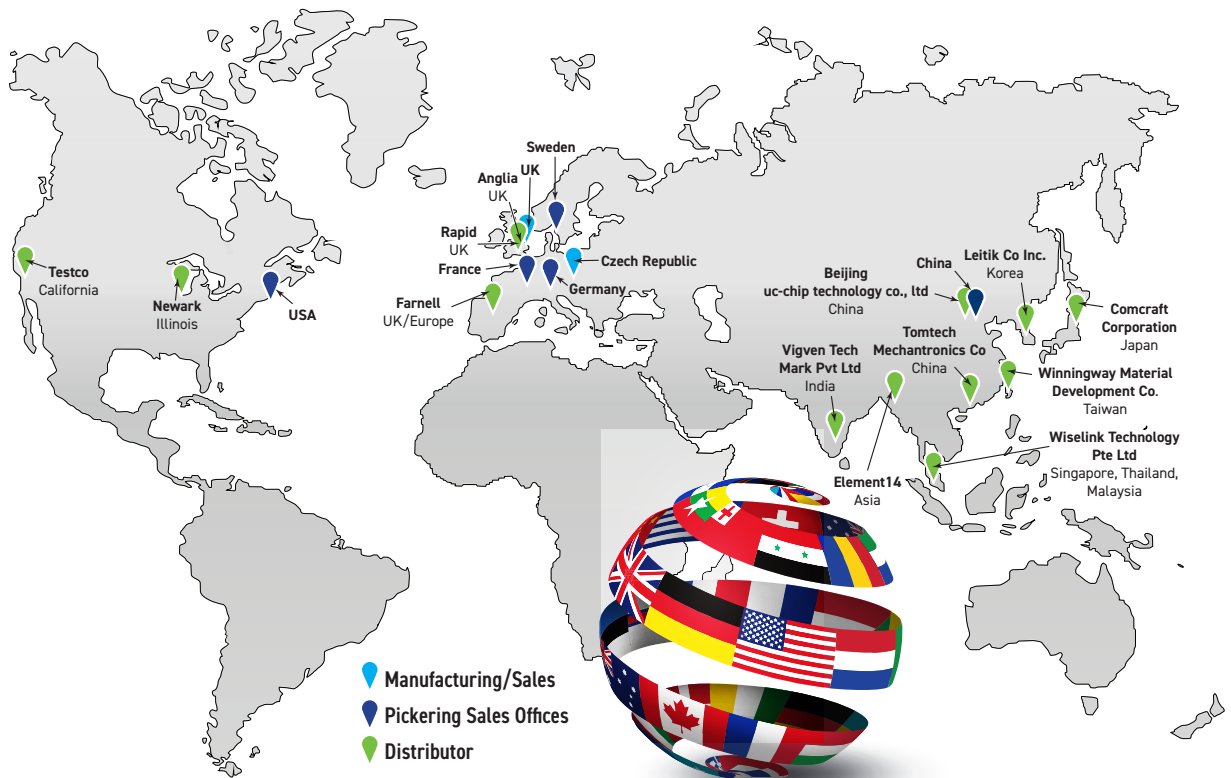 Sweden
UK
Anglia
UK
Rapid
UK
France
Czech Republic
Germany
Farnell
UK/Europe
Testco
California
Newark
Illinois
USA
Beijing
uc-chip technology co., ltd
China
China
Leitik Co Inc.
Korea
Comcraft
Corporation
Japan
Tomtech
Mechantronics Co
China
Vigven Tech
Mark Pvt Ltd
India
Winningway Material
Development Co.
Taiwan
Wiselink Technology
Pte Ltd
Singapore, Thailand,
Malaysia
Element14
Asia
Manufacturing/Sales
Pickering Sales Offices
Distributor